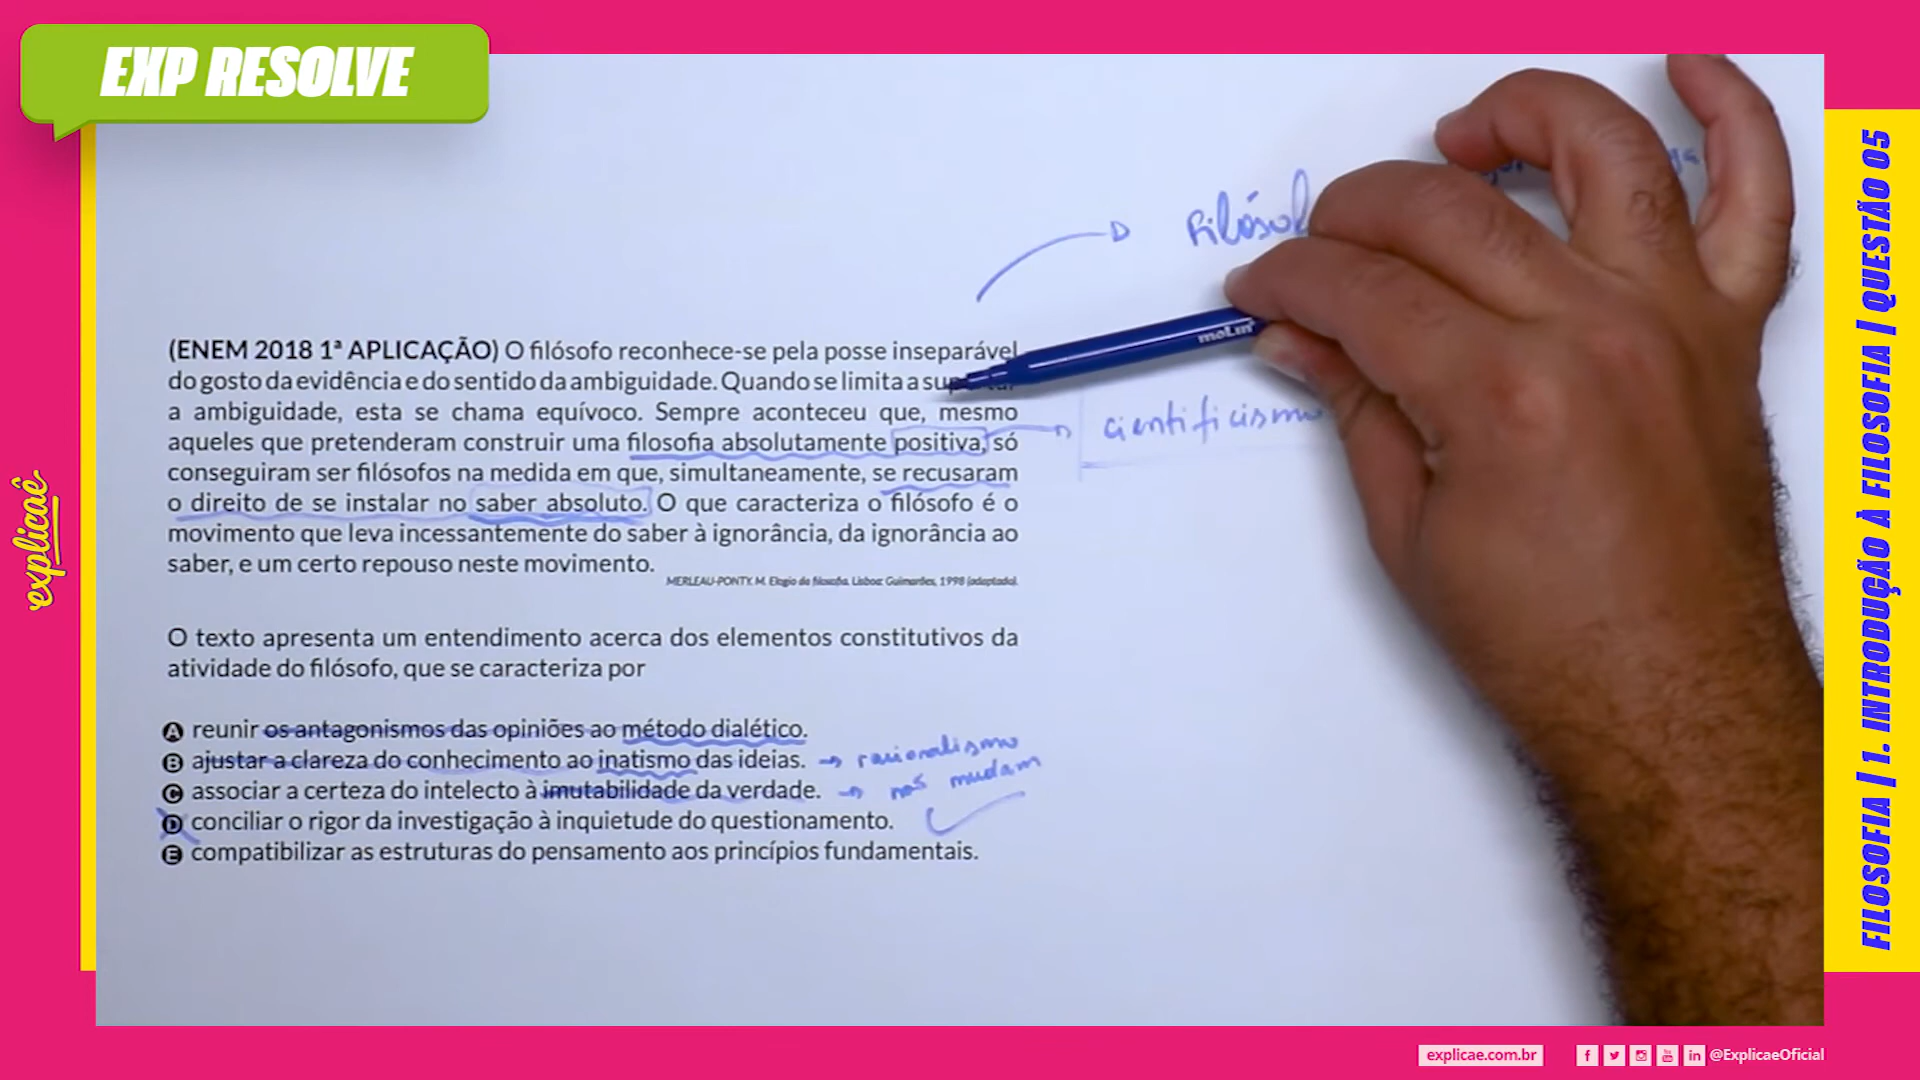 EXP RESOLVE
(ENEM 2018 1ª APLICAÇÃO) O filósofo reconhece-se pela posse inseparável
do gosto da evidência e do sentido da ambiguidade. Quando se limita a
a ambiguidade, esta se chama equívoco. Sempre aconteceu que, mesmo
aqueles que pretenderam construir uma filosofia absolutamente positiva, só
conseguiram ser filósofos na medida em que, simultaneamente, se recusaram
o direito de se instalar no saber absoluto. O que caracteriza o filósofo é o
movimento que leva incessantemente do saber à ignorância, da ignorância ao
saber, e um certo repouso neste movimento.
MERLEAU-PONTY. M. Elogio da filosofia. Lisboa: Guimarães, 1998 (adaptado).
cientificismo
O texto apresenta um entendimento acerca dos elementos constitutivos da
atividade do filósofo, que se caracteriza por
A reunir os antagonismos das opiniões ao método dialético.
B ajustar a clareza do conhecimento ao inatismo das ideias. → racionalismo
C associar a certeza do intelecto à imutabilidade da verdade. → nós mudam
D conciliar o rigor da investigação à inquietude do questionamento.
E compatibilizar as estruturas do pensamento aos princípios fundamentais.
explicaê
FILOSOFIA | 1. INTRODUÇÃO À FILOSOFIA | QUESTÃO 05
moLin
explicae.com.br
@ExplicaeOficial